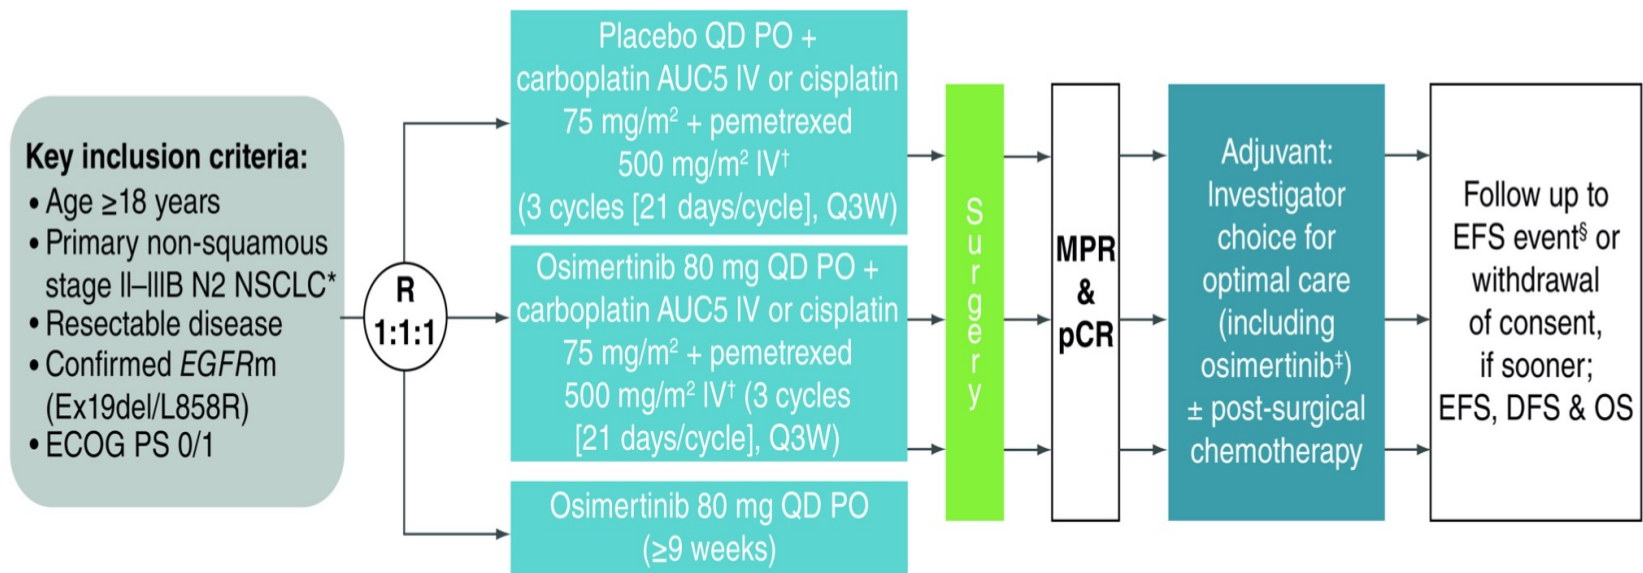 Key inclusion criteria:
• Age ≥18 years
• Primary non-squamous
stage II–IIIB N2 NSCLC*
• Resectable disease
• Confirmed EGFRm
(Ex19del/L858R)
• ECOG PS 0/1
R
1:1:1
Placebo QD PO +
carboplatin AUC5 IV or cisplatin
75 mg/m² + pemetrexed
500 mg/m² IV†
(3 cycles [21 days/cycle], Q3W)
Osimertinib 80 mg QD PO +
carboplatin AUC5 IV or cisplatin
75 mg/m² + pemetrexed
500 mg/m² IV† (3 cycles
[21 days/cycle], Q3W)
Osimertinib 80 mg QD PO
(≥9 weeks)
Surgery
MPR
&
pCR
Adjuvant:
Investigator
choice for
optimal care
(including
osimertinib‡)
± post-surgical
chemotherapy
Follow up to
EFS event§ or
withdrawal
of consent,
if sooner;
EFS, DFS & OS